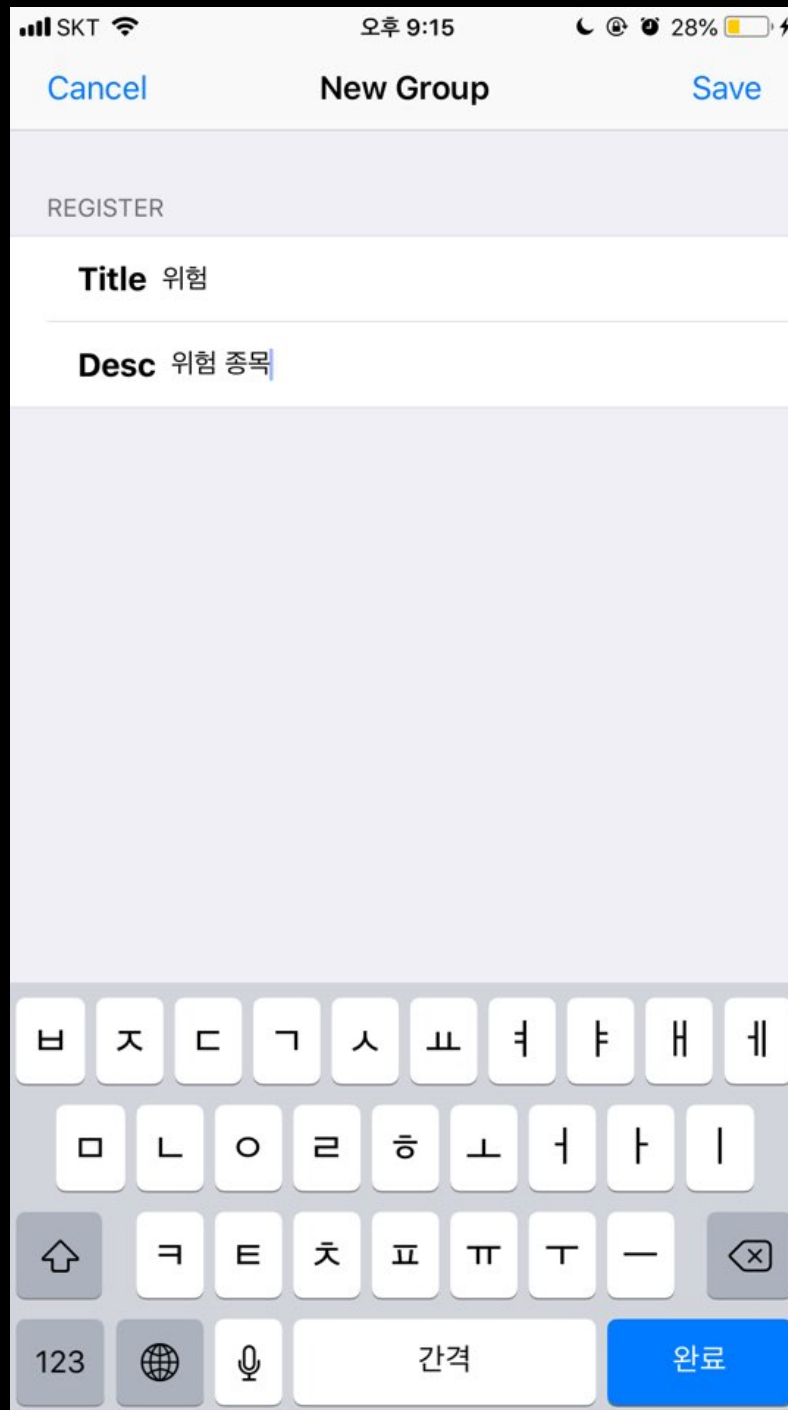 SKT 오후 9:15 28%
Cancel New Group Save
REGISTER
Title 위험
Desc 위험 종목
ㅂ ㅈ ㄷ ㄱ ㅅ ㅛ ㅕ ㅑ ㅐ ㅔ
ㅁ ㄴ ㅇ ㄹ ㅎ ㅗ ㅓ ㅏ ㅣ
ㅋ ㅌ ㅊ ㅍ ㅠ ㅜ ㅡ
123 간격 완료